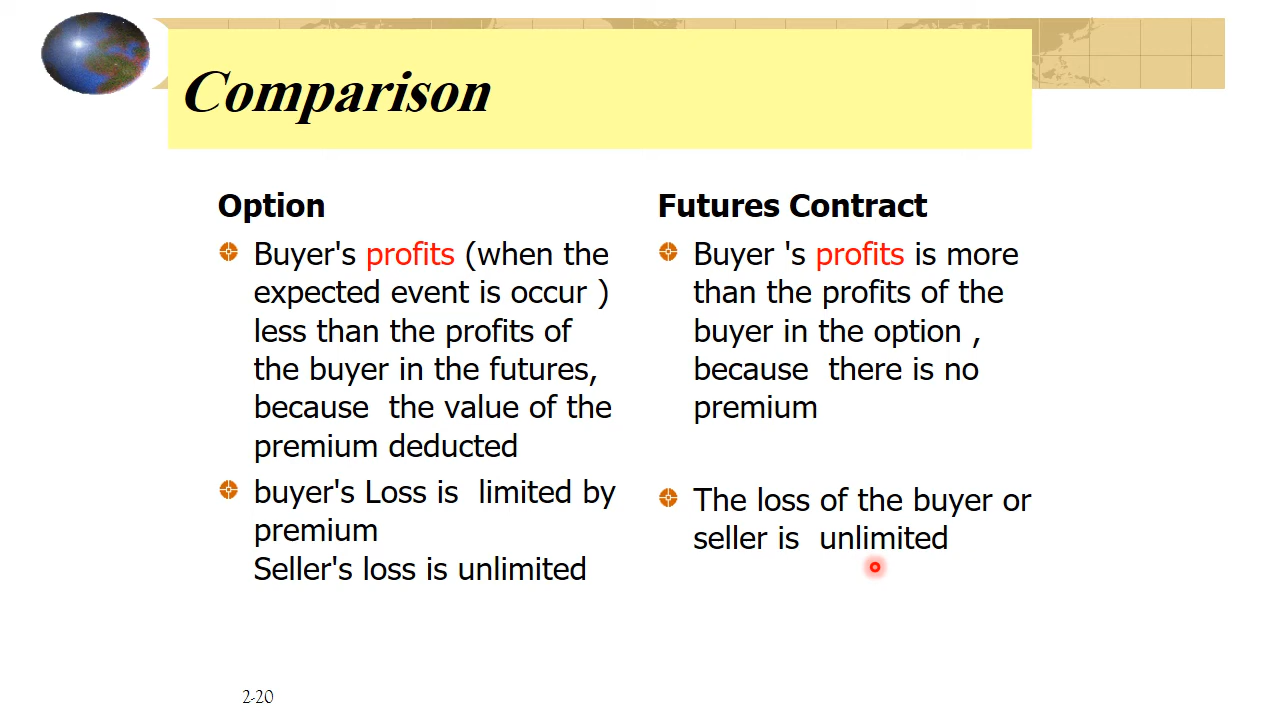 Comparison
Option
Buyer's profits (when the
expected event is occur )
less than the profits of
the buyer in the futures,
because  the value of the
premium deducted
buyer's Loss is  limited by
premium
Seller's loss is unlimited
Futures Contract
Buyer 's profits is more
than the profits of the
buyer in the option ,
because  there is no
premium
The loss of the buyer or
seller is  unlimited
2-20